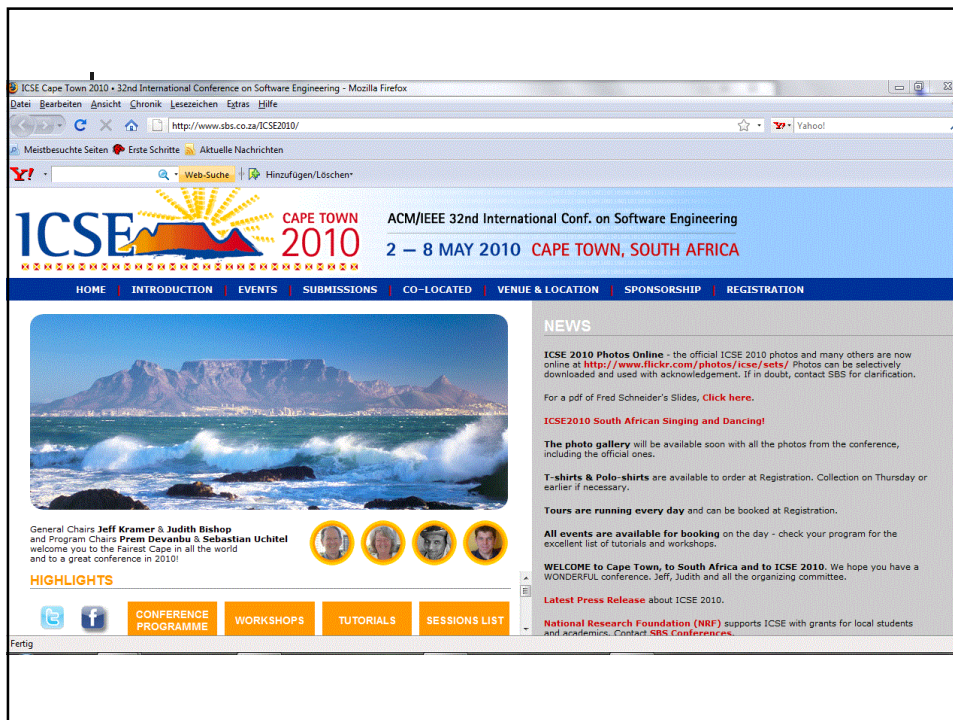 ICSE Cape Town 2010 • 32nd International Conference on Software Engineering - Mozilla Firefox
Datei Bearbeiten Ansicht Chronik Lesezeichen Extras Hilfe
http://www.sbs.co.za/ICSE2010/
Yahoo!
Meistbesuchte Seiten Erste Schritte Aktuelle Nachrichten
Y! Web-Suche Hinzufügen/Löschen
ICSE CAPE TOWN 2010
ACM/IEEE 32nd International Conf. on Software Engineering
2 – 8 MAY 2010 CAPE TOWN, SOUTH AFRICA
HOME | INTRODUCTION | EVENTS | SUBMISSIONS | CO-LOCATED | VENUE & LOCATION | SPONSORSHIP | REGISTRATION
General Chairs Jeff Kramer & Judith Bishop
and Program Chairs Prem Devanbu & Sebastian Uchitel
welcome you to the Fairest Cape in all the world
and to a great conference in 2010!
HIGHLIGHTS
CONFERENCE
PROGRAMME
WORKSHOPS
TUTORIALS
SESSIONS LIST
NEWS
ICSE 2010 Photos Online - the official ICSE 2010 photos and many others are now
online at http://www.flickr.com/photos/icse/sets/ Photos can be selectively
downloaded and used with acknowledgement. If in doubt, contact SBS for clarification.
For a pdf of Fred Schneider's Slides, Click here.
ICSE2010 South African Singing and Dancing!
The photo gallery will be available soon with all the photos from the conference,
including the official ones.
T-shirts & Polo-shirts are available to order at Registration. Collection on Thursday or
earlier if necessary.
Tours are running every day and can be booked at Registration.
All events are available for booking on the day - check your program for the
excellent list of tutorials and workshops.
WELCOME to Cape Town, to South Africa and to ICSE 2010. We hope you have a
WONDERFUL conference. Jeff, Judith and all the organizing committee.
Latest Press Release about ICSE 2010.
National Research Foundation (NRF) supports ICSE with grants for local students
and academics. Contact SBS Conferences.
Fertig